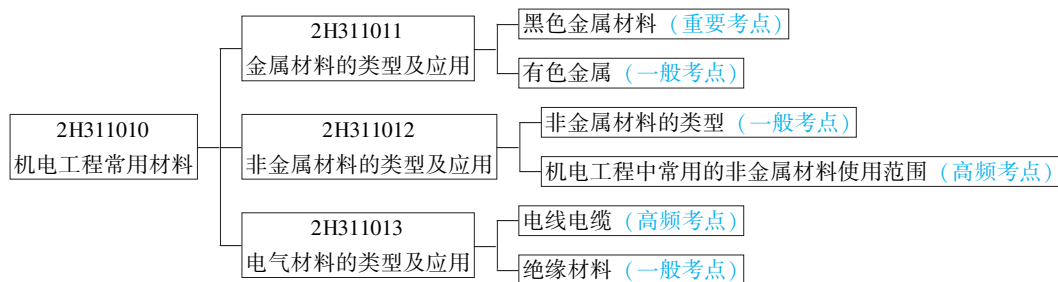 2H311010
机电工程常用材料
2H311011
金属材料的类型及应用
黑色金属材料（重要考点）
有色金属（一般考点）
2H311012
非金属材料的类型及应用
非金属材料的类型（一般考点）
机电工程中常用的非金属材料使用范围（高频考点）
2H311013
电气材料的类型及应用
电线电缆（高频考点）
绝缘材料（一般考点）